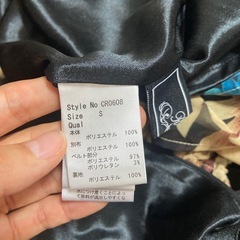 Style No CR0608
Size S
Qual
本体
ポリエステル 100%
別布
ポリエステル 100%
ベルト部分
ポリエステル 97%
ポリウレタン 3%
裏地
ポリエステル 100%